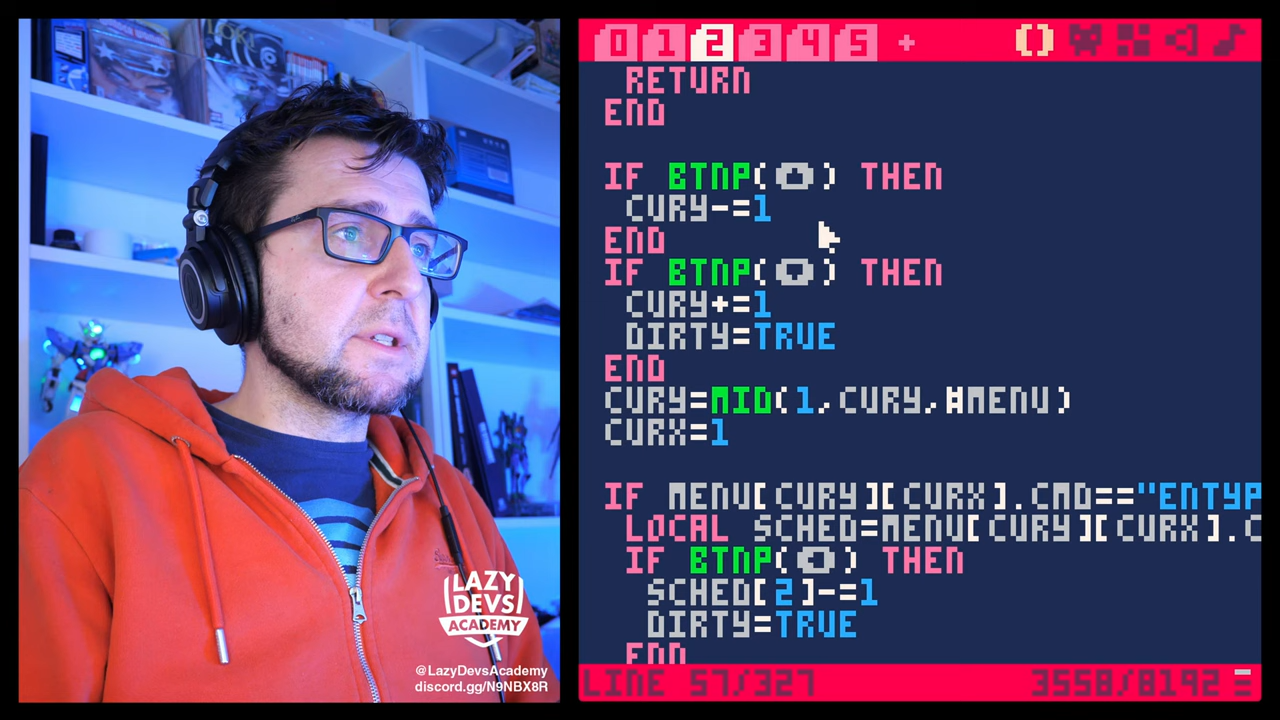 LOKI
LAZY
DEVS
ACADEMY
@LazyDevsAcademy
discord.gg/N9NBX8R
0 1 2 3 4 5 +
RETURN
END
IF BTNP(⬆️) THEN
CURY-=1
END
IF BTNP(⬇️) THEN
CURY+=1
DIRTY=TRUE
END
CURY=MID(1,CURY,#MENU)
CURX=1
IF MENU[CURY][CURX].CMD=="ENTYP
LOCAL SCHED=MENU[CURY][CURX].C
IF BTNP(⬅️) THEN
SCHED[2]-=1
DIRTY=TRUE
END
LINE 57/327
3558/8192